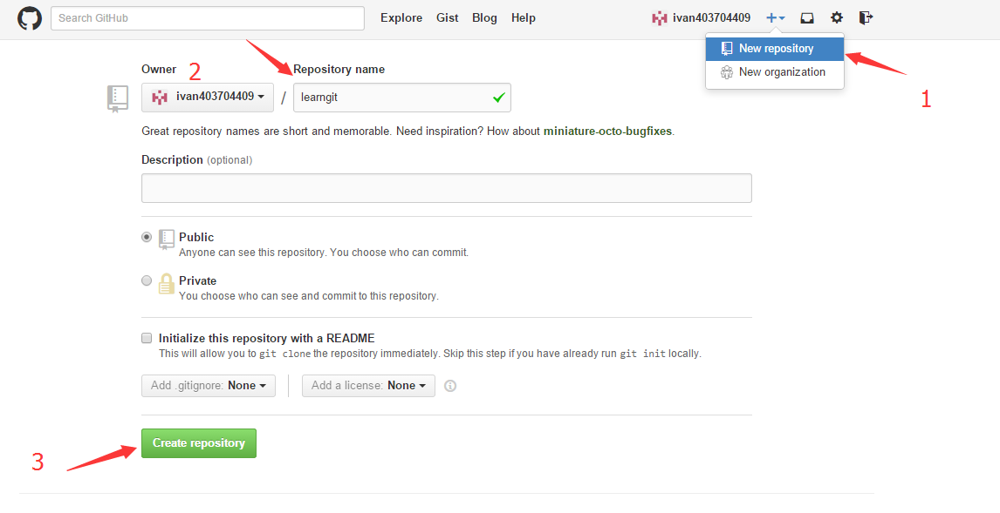 Search GitHub Explore Gist Blog Help ivan403704409
New repository
New organization
1
Owner 2 Repository name
ivan403704409 / learngit
Great repository names are short and memorable. Need inspiration? How about miniature-octo-bugfixes.
Description (optional)
Public
Anyone can see this repository. You choose who can commit.
Private
You choose who can see and commit to this repository.
Initialize this repository with a README
This will allow you to git clone the repository immediately. Skip this step if you have already run git init locally.
Add .gitignore: None Add a license: None
Create repository
3